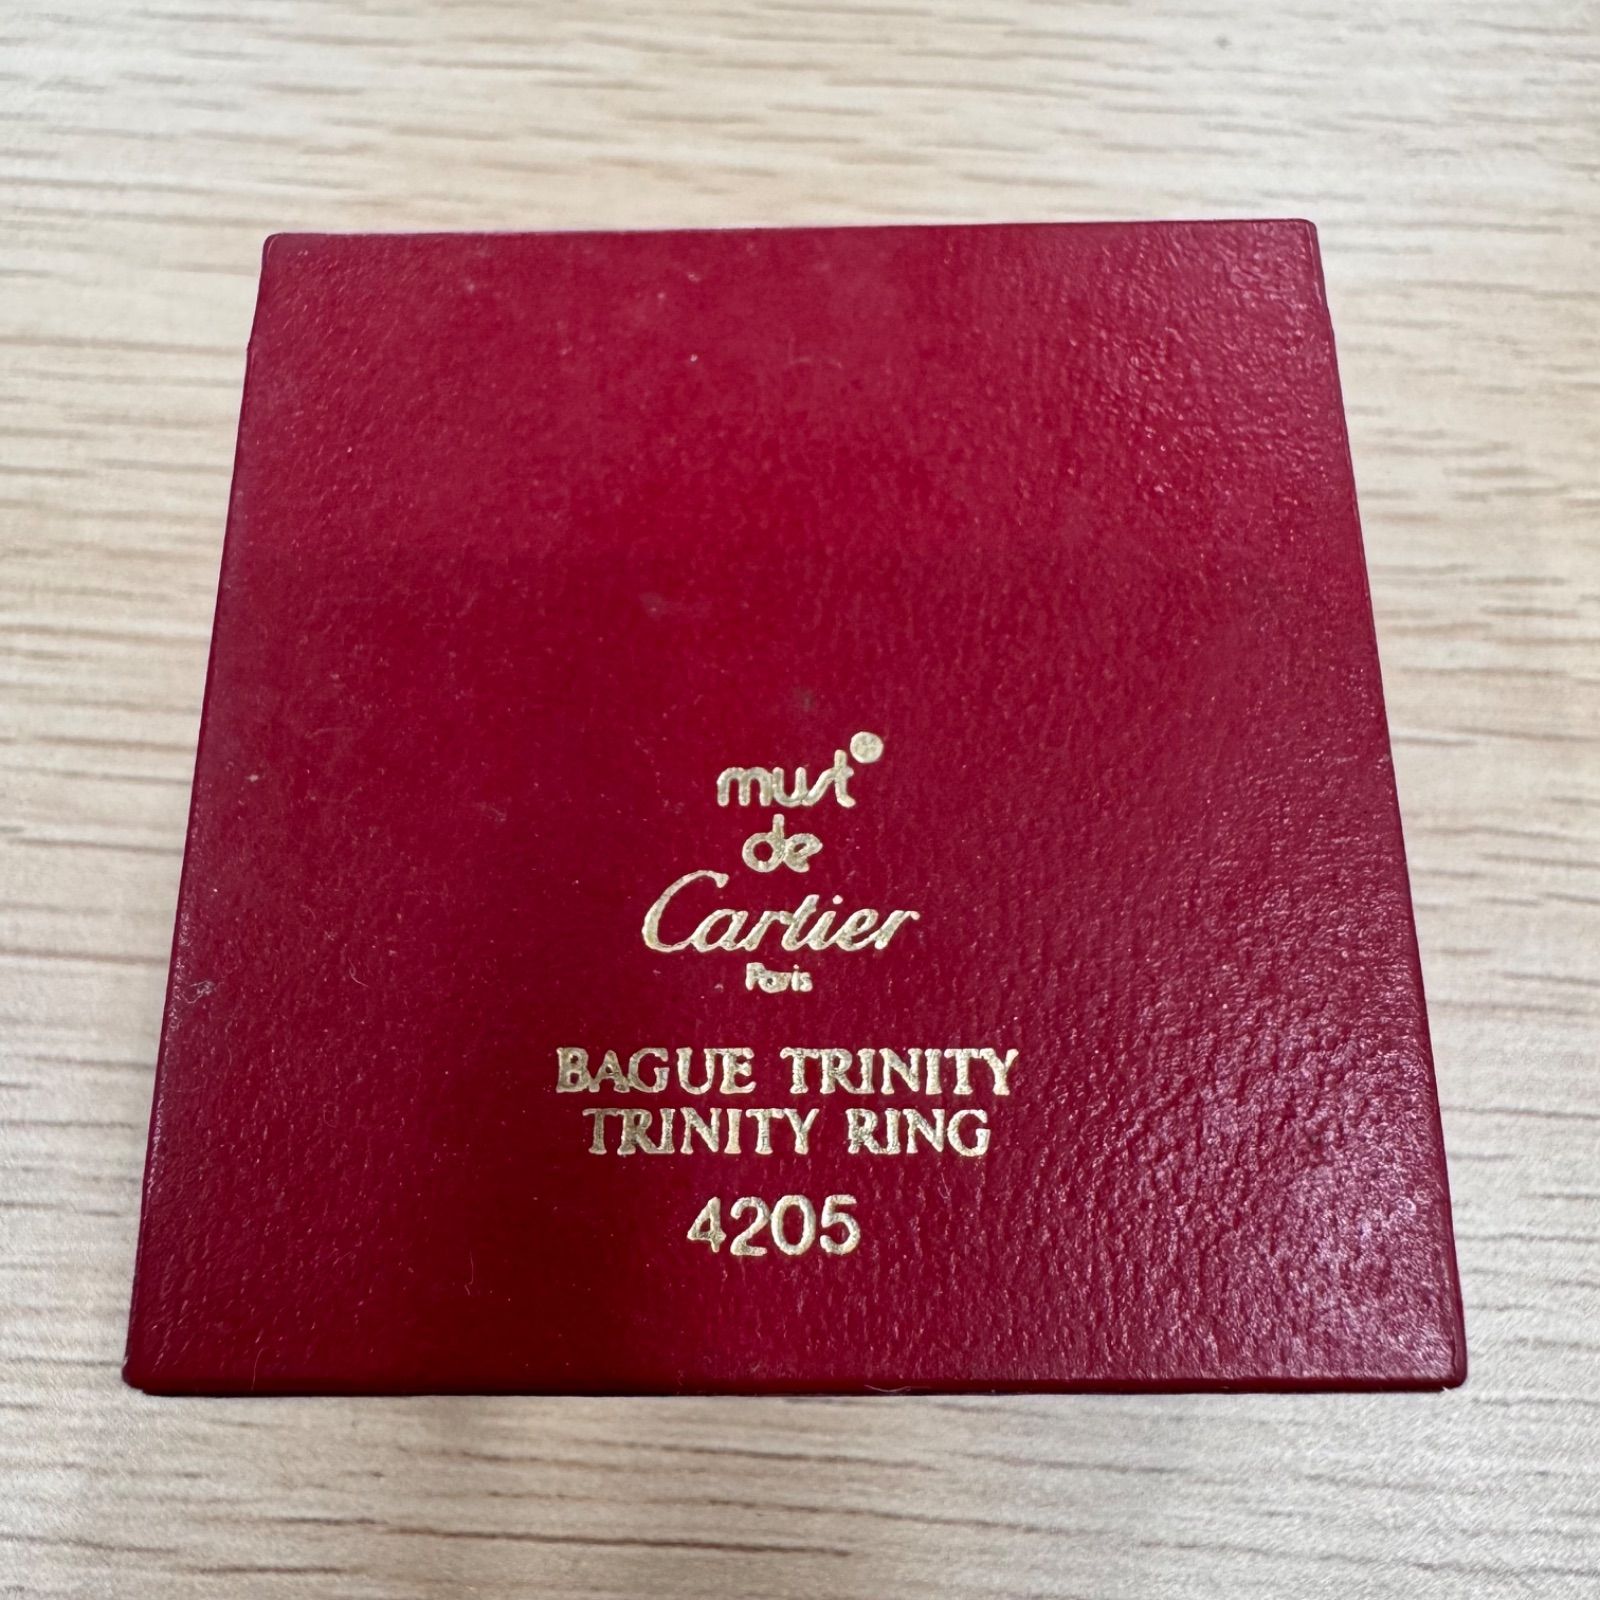 must
de
Cartier
Paris
BAGUE TRINITY
TRINITY RING
4205